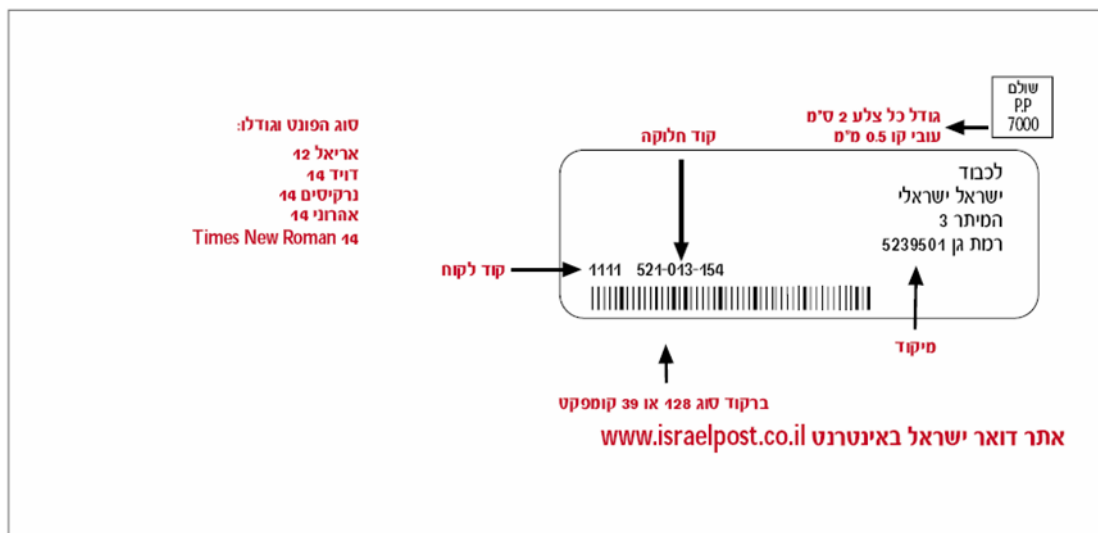 שולם
P.P
7000
גודל כל צלע 2 ס"מ
עובי קו 0.5 מ"מ
קוד חלוקה
סוג הפונט וגודלו:
אריאל 12
דויד 14
נרקיסים 14
אהרוני 14
Times New Roman 14
לכבוד
ישראל ישראלי
המיתר 3
רמת גן 5239501
קוד לקוח
1111 521-013-154
מיקוד
ברקוד סוג 128 או 39 קומפקט
אתר דואר ישראל באינטרנט www.israelpost.co.il